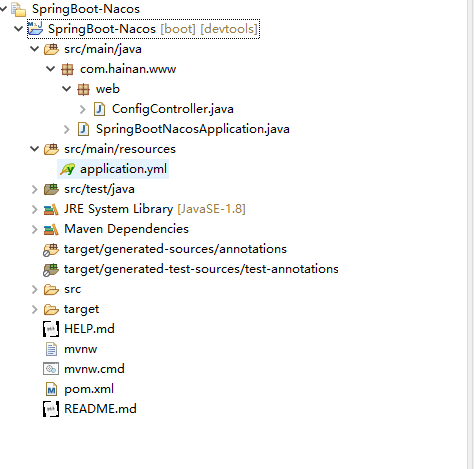 SpringBoot-Nacos
SpringBoot-Nacos [boot] [devtools]
src/main/java
com.hainan.www
web
ConfigController.java
SpringBootNacosApplication.java
src/main/resources
application.yml
src/test/java
JRE System Library [JavaSE-1.8]
Maven Dependencies
target/generated-sources/annotations
target/generated-test-sources/test-annotations
src
target
HELP.md
mvnw
mvnw.cmd
pom.xml
README.md